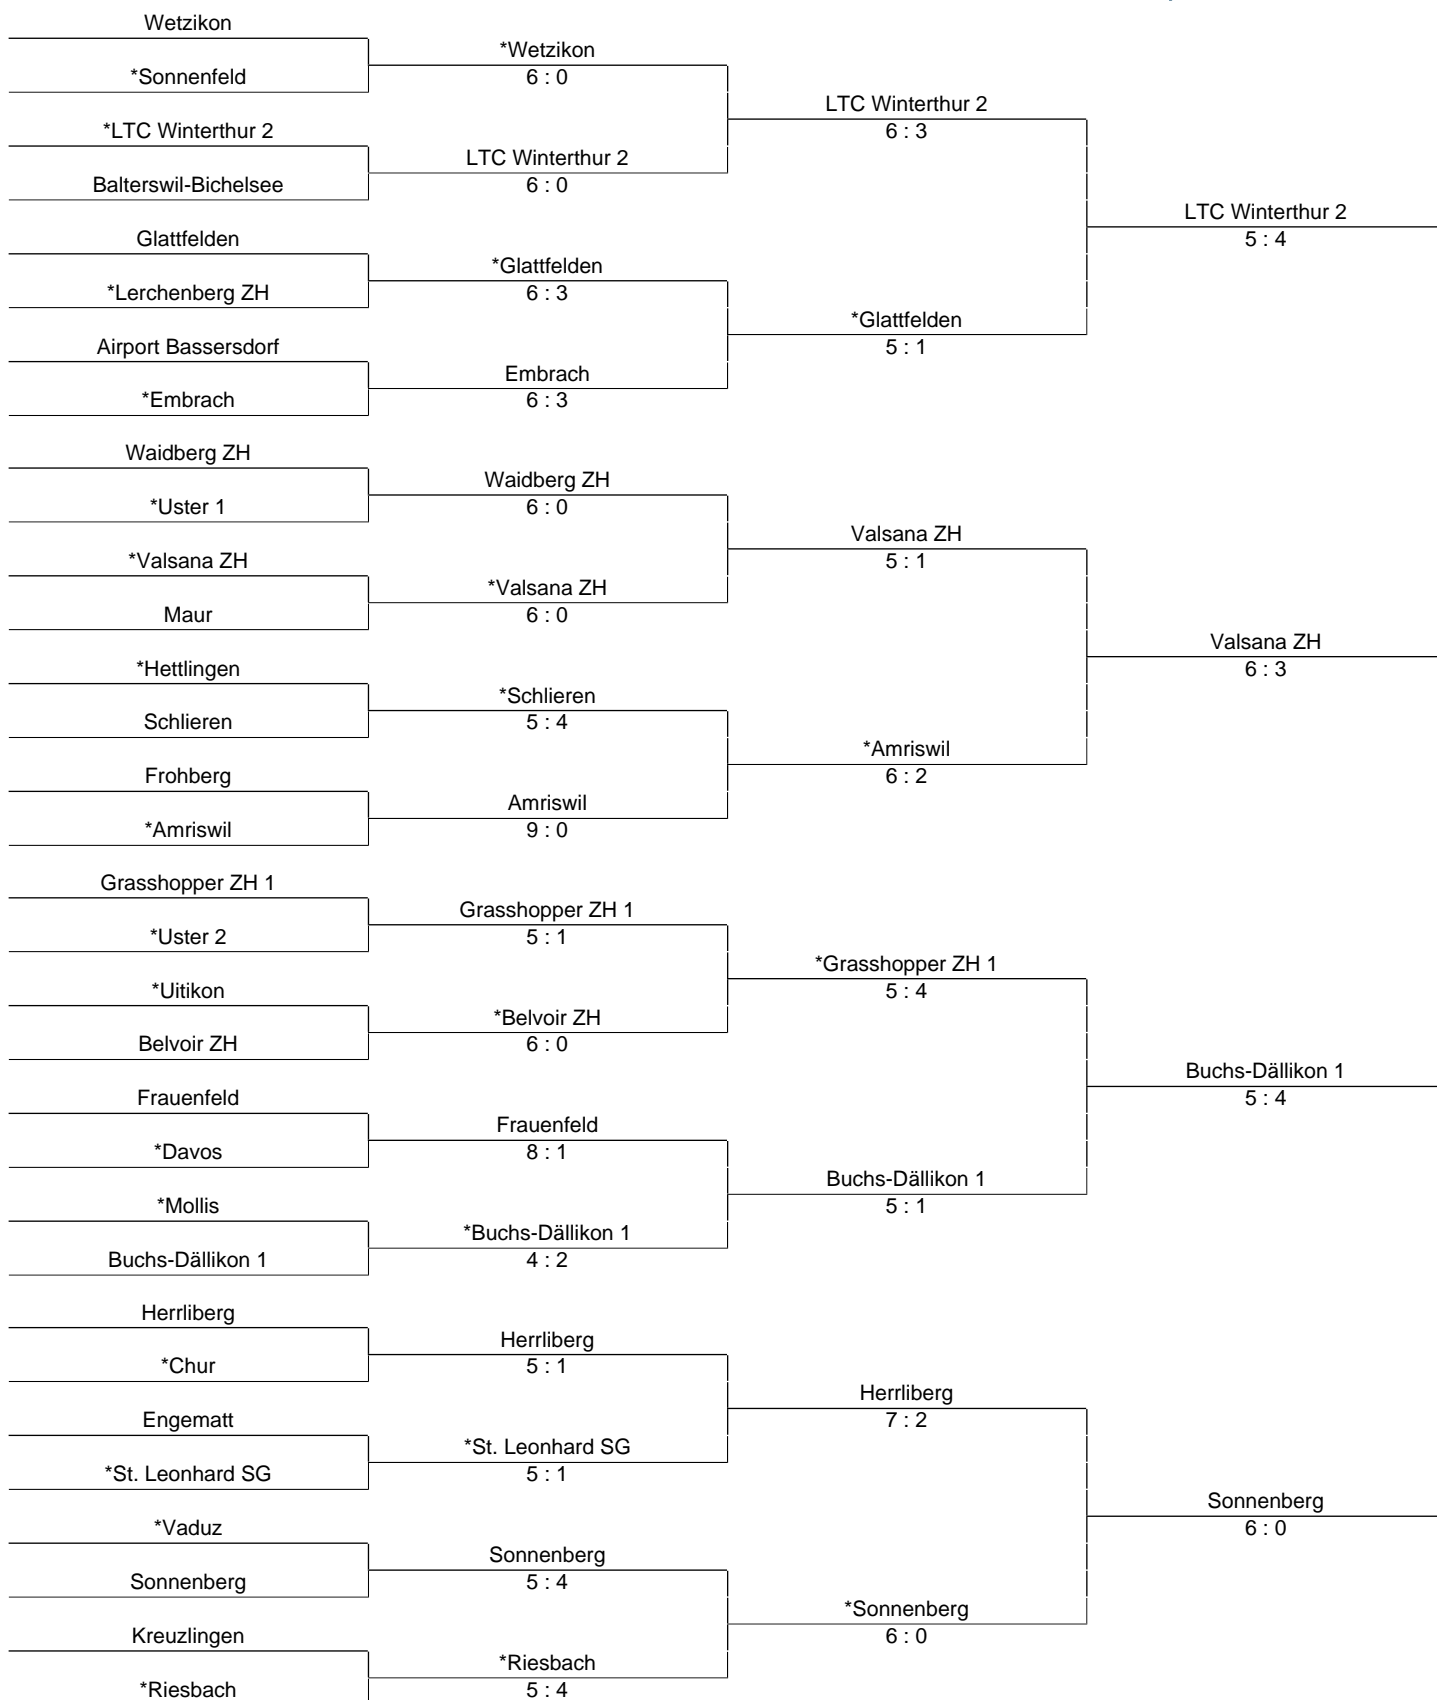 Wetzikon
*Wetzikon
*Sonnenfeld
6 : 0
LTC Winterthur 2
*LTC Winterthur 2
6 : 3
LTC Winterthur 2
Balterswil-Bichelsee
6 : 0
LTC Winterthur 2
Glattfelden
5 : 4
*Glattfelden
*Lerchenberg ZH
6 : 3
*Glattfelden
Airport Bassersdorf
5 : 1
Embrach
*Embrach
6 : 3
Waidberg ZH
Waidberg ZH
*Uster 1
6 : 0
Valsana ZH
*Valsana ZH
5 : 1
*Valsana ZH
Maur
6 : 0
Valsana ZH
*Hettlingen
6 : 3
*Schlieren
Schlieren
5 : 4
*Amriswil
Frohberg
6 : 2
Amriswil
*Amriswil
9 : 0
Grasshopper ZH 1
Grasshopper ZH 1
*Uster 2
5 : 1
*Grasshopper ZH 1
*Uitikon
5 : 4
*Belvoir ZH
Belvoir ZH
6 : 0
Buchs-Dällikon 1
Frauenfeld
5 : 4
Frauenfeld
*Davos
8 : 1
Buchs-Dällikon 1
*Mollis
5 : 1
*Buchs-Dällikon 1
Buchs-Dällikon 1
4 : 2
Herrliberg
Herrliberg
*Chur
5 : 1
Herrliberg
Engematt
7 : 2
*St. Leonhard SG
*St. Leonhard SG
5 : 1
Sonnenberg
*Vaduz
6 : 0
Sonnenberg
Sonnenberg
5 : 4
*Sonnenberg
Kreuzlingen
6 : 0
*Riesbach
*Riesbach
5 : 4